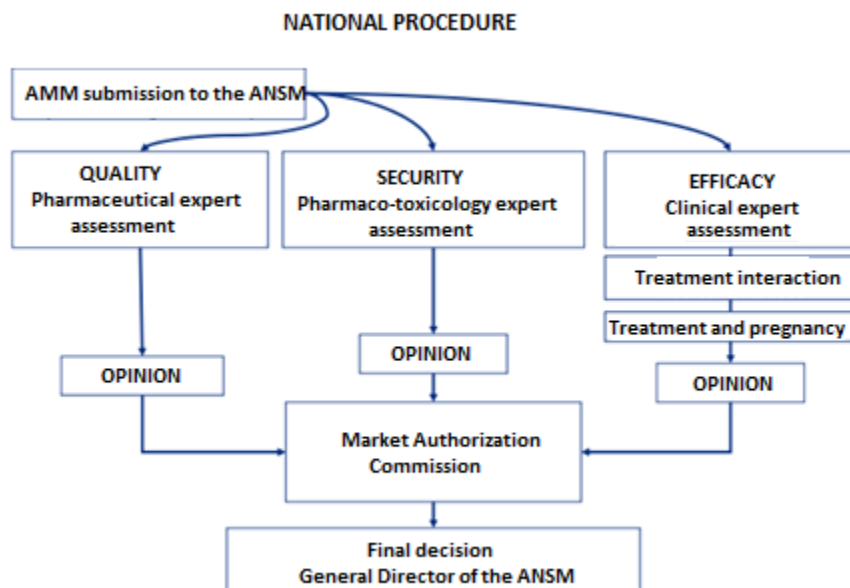 NATIONAL PROCEDURE
AMM submission to the ANSM
QUALITY
Pharmaceutical expert
assessment
SECURITY
Pharmaco-toxicology expert
assessment
EFFICACY
Clinical expert
assessment
Treatment interaction
Treatment and pregnancy
OPINION
OPINION
OPINION
Market Authorization
Commission
Final decision
General Director of the ANSM